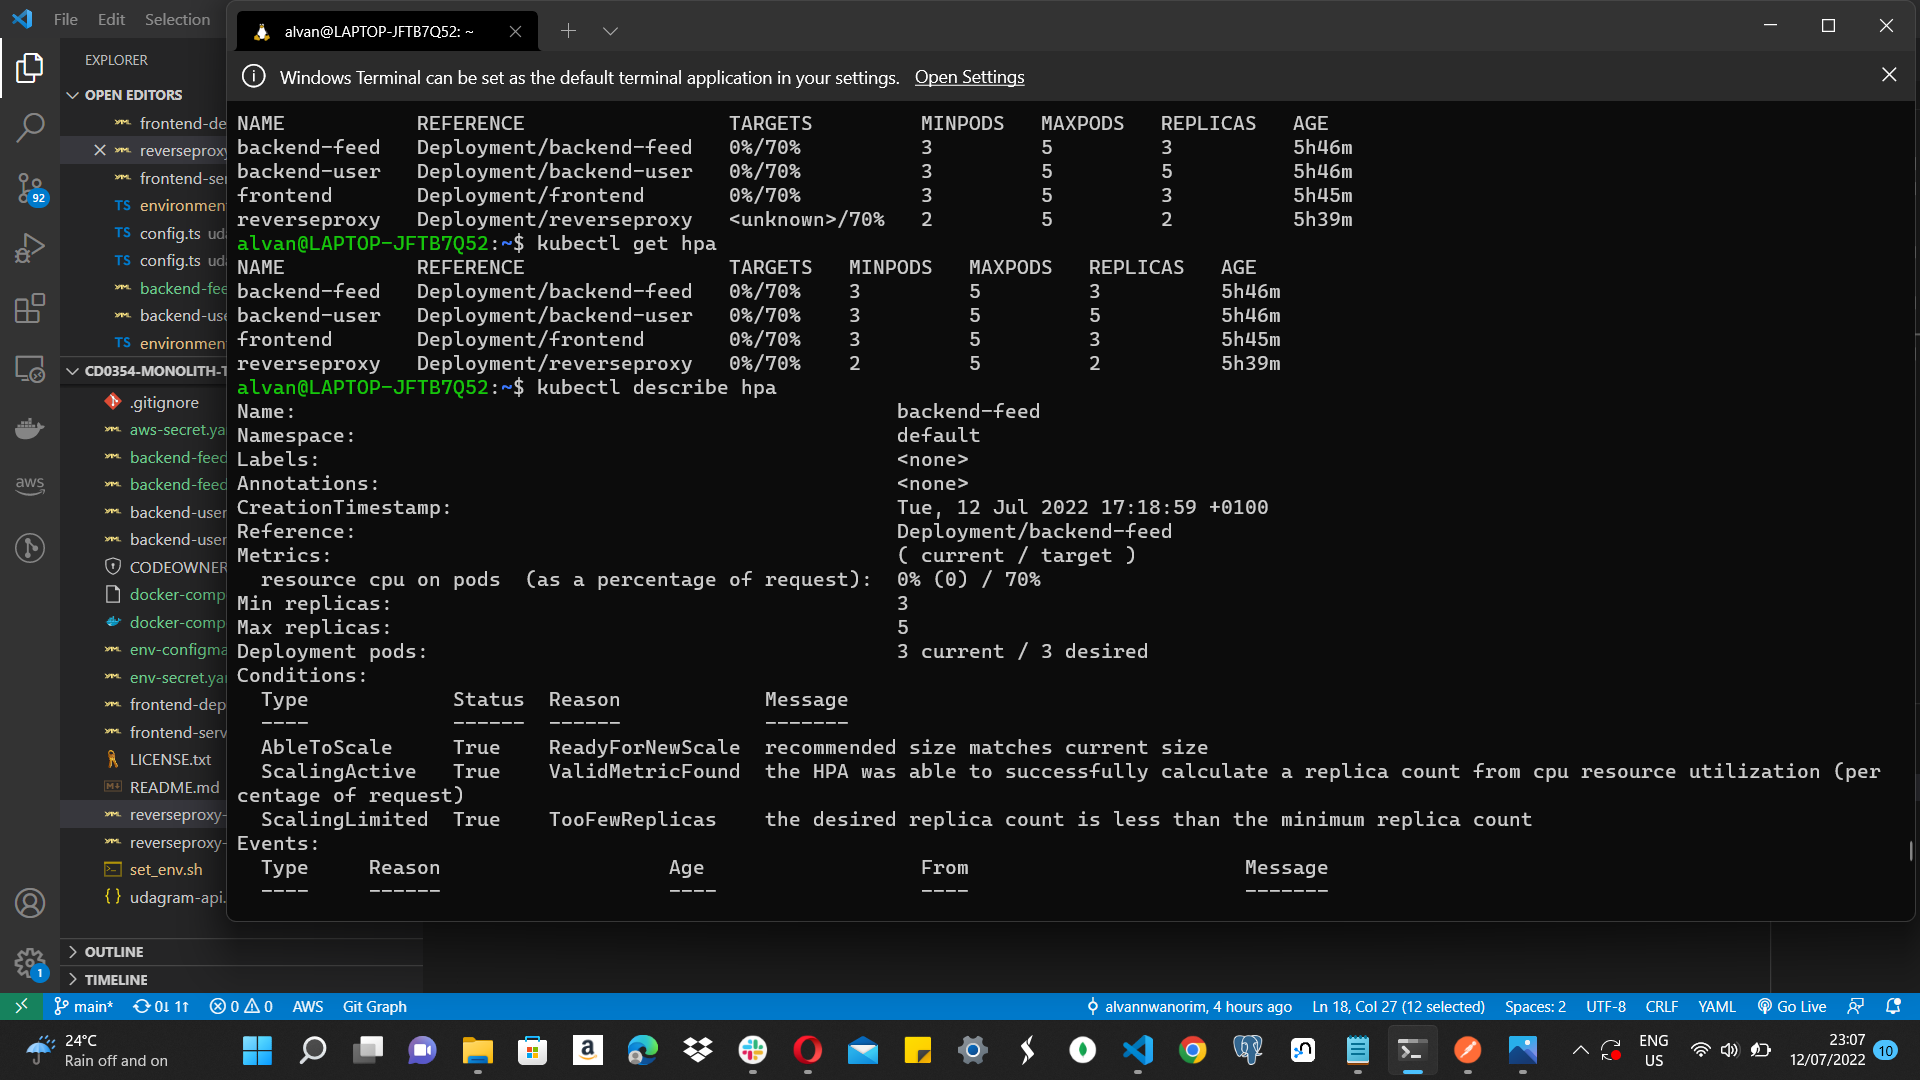 File Edit Selection
alvan@LAPTOP-JFTB7Q52: ~
EXPLORER
Windows Terminal can be set as the default terminal application in your settings. Open Settings
OPEN EDITORS
frontend-de
reverseproxy
frontend-ser
TS environmen
TS config.ts uda
TS config.ts uda
backend-fee
backend-use
TS environmen
CD0354-MONOLITH-T
.gitignore
aws-secret.ya
backend-feed
backend-feed
backend-user
backend-user
CODEOWNER
docker-comp
docker-comp
env-configma
env-secret.ya
frontend-dep
frontend-serv
LICENSE.txt
README.md
reverseproxy-
reverseproxy-
set_env.sh
udagram-api.
OUTLINE
TIMELINE
92
aws
1
NAME REFERENCE TARGETS MINPODS MAXPODS REPLICAS AGE
backend-feed Deployment/backend-feed 0%/70% 3 5 3 5h46m
backend-user Deployment/backend-user 0%/70% 3 5 5 5h46m
frontend Deployment/frontend 0%/70% 3 5 3 5h45m
reverseproxy Deployment/reverseproxy <unknown>/70% 2 5 2 5h39m
alvan@LAPTOP-JFTB7Q52:~$ kubectl get hpa
NAME REFERENCE TARGETS MINPODS MAXPODS REPLICAS AGE
backend-feed Deployment/backend-feed 0%/70% 3 5 3 5h46m
backend-user Deployment/backend-user 0%/70% 3 5 5 5h46m
frontend Deployment/frontend 0%/70% 3 5 3 5h45m
reverseproxy Deployment/reverseproxy 0%/70% 2 5 2 5h39m
alvan@LAPTOP-JFTB7Q52:~$ kubectl describe hpa
Name: backend-feed
Namespace: default
Labels: <none>
Annotations: <none>
CreationTimestamp: Tue, 12 Jul 2022 17:18:59 +0100
Reference: Deployment/backend-feed
Metrics: ( current / target )
resource cpu on pods (as a percentage of request): 0% (0) / 70%
Min replicas: 3
Max replicas: 5
Deployment pods: 3 current / 3 desired
Conditions:
Type Status Reason Message
---- ------ ------ -------
AbleToScale True ReadyForNewScale recommended size matches current size
ScalingActive True ValidMetricFound the HPA was able to successfully calculate a replica count from cpu resource utilization (per
centage of request)
ScalingLimited True TooFewReplicas the desired replica count is less than the minimum replica count
Events:
Type Reason Age From Message
---- ------ ---- ---- -------
main* 0↓ 1↑ 0 0 AWS Git Graph alvannwanorim, 4 hours ago Ln 18, Col 27 (12 selected) Spaces: 2 UTF-8 CRLF YAML Go Live
24°C
Rain off and on
ENG
US
23:07
12/07/2022
10